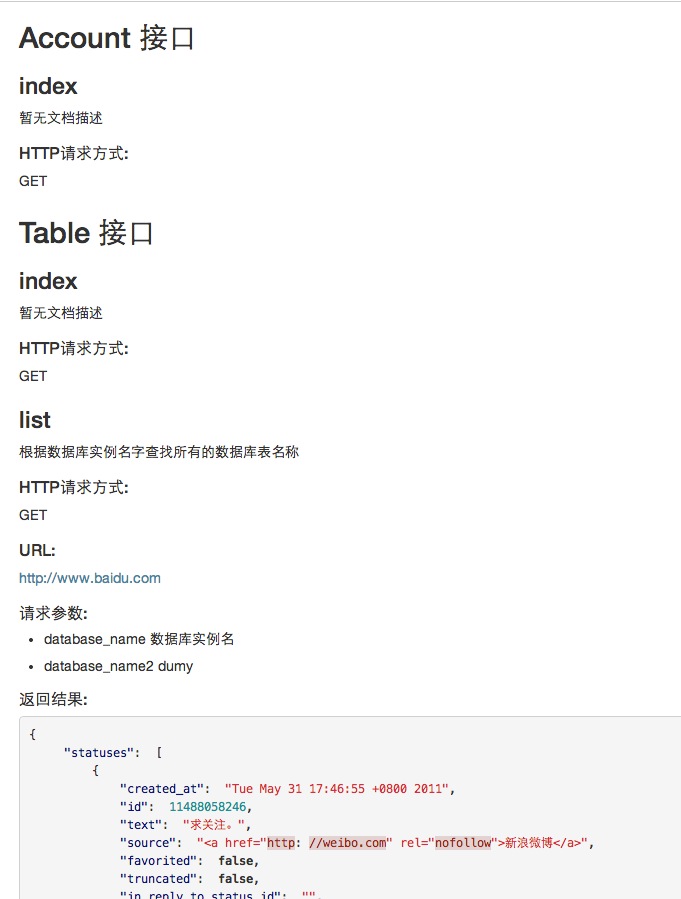 Account 接口
index
暂无文档描述
HTTP请求方式:
GET
Table 接口
index
暂无文档描述
HTTP请求方式:
GET
list
根据数据库实例名字查找所有的数据库表名称
HTTP请求方式:
GET
URL:
http://www.baidu.com
请求参数:
• database_name 数据库实例名
• database_name2 dumy
返回结果:
{
"statuses": [
{
"created_at": "Tue May 31 17:46:55 +0800 2011",
"id": 11488058246,
"text": "求关注。",
"source": "<a href="http: //weibo.com" rel="nofollow">新浪微博</a>",
"favorited": false,
"truncated": false,
"in_reply_to_status_id": "",